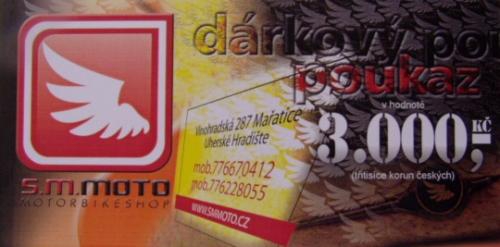 dárkový
poukaz
v hodnotě
3.000,- KČ
(třitisíce korun českých)
Vinohradská 287 Mařatice
Uherské Hradiště
mob.776670412
mob.776228055
WWW.SMMOTO.CZ
S.M.MOTO
MOTORBIKESHOP